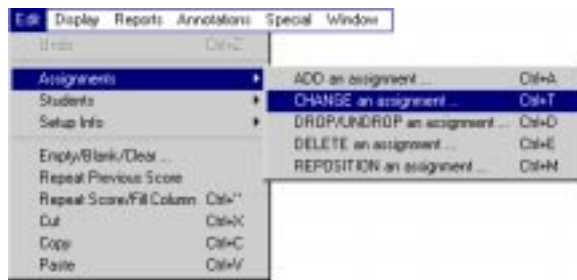 Edit Display Reports Annotations Special Window
Undo Ctrl+Z
Assignments
Students
Setup Info
Empty/Blank/Clear ...
Repeat Previous Score
Repeat Score/Fill Column Ctrl+"
Cut Ctrl+X
Copy Ctrl+C
Paste Ctrl+V
ADD an assignment ... Ctrl+A
CHANGE an assignment ... Ctrl+T
DROP/UNDROP an assignment ... Ctrl+D
DELETE an assignment ... Ctrl+E
REPOSITION an assignment ... Ctrl+M